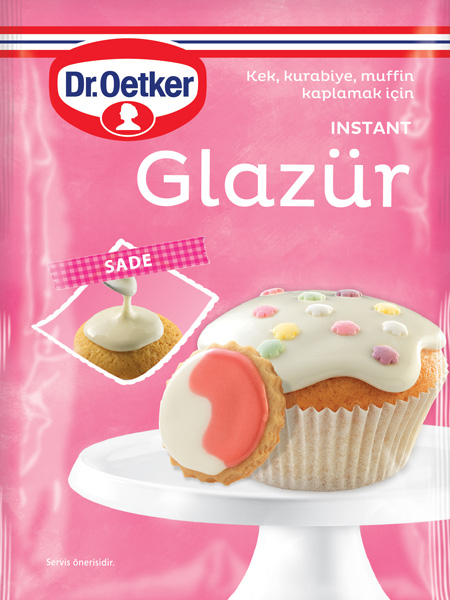 Dr.Oetker
Kek, kurabiye, muffin
kaplamak için
INSTANT
Glazür
SADE
Servis önerisidir.